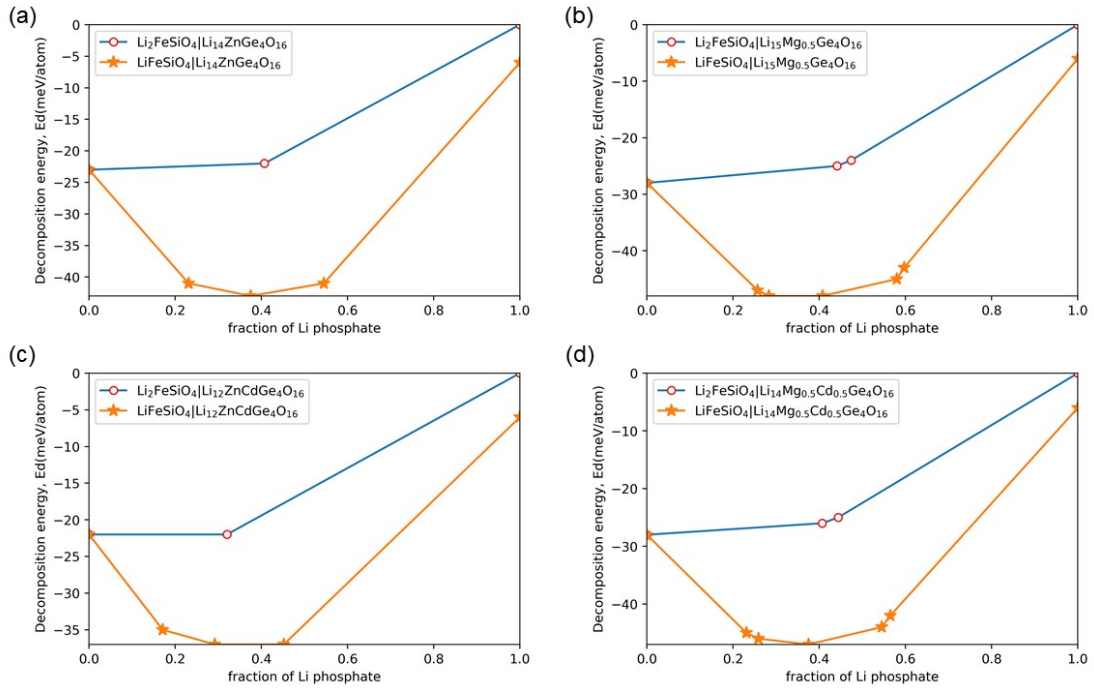 (a)
Li₂FeSiO₄|Li₁₄ZnGe₄O₁₆
LiFeSiO₄|Li₁₄ZnGe₄O₁₆
Decomposition energy, Ed(meV/atom)
0
−5
−10
−15
−20
−25
−30
−35
−40
0.0 0.2 0.4 0.6 0.8 1.0
fraction of Li phosphate
(b)
Li₂FeSiO₄|Li₁₅Mg₀.₅Ge₄O₁₆
LiFeSiO₄|Li₁₅Mg₀.₅Ge₄O₁₆
Decomposition energy, Ed(meV/atom)
0
−10
−20
−30
−40
0.0 0.2 0.4 0.6 0.8 1.0
fraction of Li phosphate
(c)
Li₂FeSiO₄|Li₁₂ZnCdGe₄O₁₆
LiFeSiO₄|Li₁₂ZnCdGe₄O₁₆
Decomposition energy, Ed(meV/atom)
0
−5
−10
−15
−20
−25
−30
−35
0.0 0.2 0.4 0.6 0.8 1.0
fraction of Li phosphate
(d)
Li₂FeSiO₄|Li₁₄Mg₀.₅Cd₀.₅Ge₄O₁₆
LiFeSiO₄|Li₁₄Mg₀.₅Cd₀.₅Ge₄O₁₆
Decomposition energy, Ed(meV/atom)
0
−10
−20
−30
−40
0.0 0.2 0.4 0.6 0.8 1.0
fraction of Li phosphate